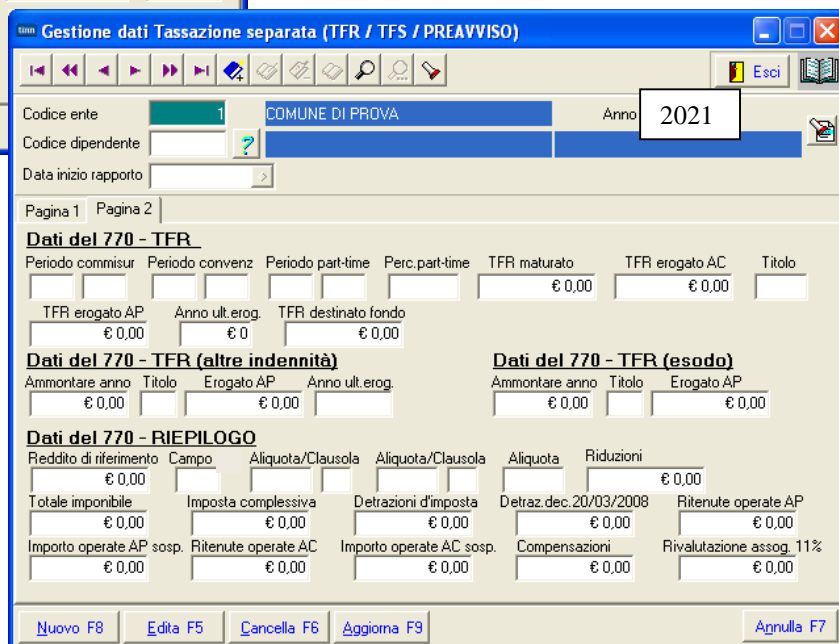 tinn Gestione dati Tassazione separata (TFR / TFS / PREAVVISO)
Esci
Codice ente 1 COMUNE DI PROVA Anno 2021
Codice dipendente ?
Data inizio rapporto >
Pagina 1 Pagina 2
Dati del 770 - TFR
Periodo commisur Periodo convenz Periodo part-time Perc.part-time TFR maturato TFR erogato AC Titolo
€ 0,00 € 0,00
TFR erogato AP Anno ult.erog. TFR destinato fondo
€ 0,00 € 0 € 0,00
Dati del 770 - TFR (altre indennità) Dati del 770 - TFR (esodo)
Ammontare anno Titolo Erogato AP Anno ult.erog. Ammontare anno Titolo Erogato AP
€ 0,00 € 0,00 € 0,00 € 0,00
Dati del 770 - RIEPILOGO
Reddito di riferimento Campo Aliquota/Clausola Aliquota/Clausola Aliquota Riduzioni
€ 0,00 € 0,00
Totale imponibile Imposta complessiva Detrazioni d'imposta Detraz.dec.20/03/2008 Ritenute operate AP
€ 0,00 € 0,00 € 0,00 € 0,00 € 0,00
Importo operate AP sosp. Ritenute operate AC Importo operate AC sosp. Compensazioni Rivalutazione assog. 11%
€ 0,00 € 0,00 € 0,00 € 0,00 € 0,00
Nuovo F8 Edita F5 Cancella F6 Aggiorna F9 Annulla F7